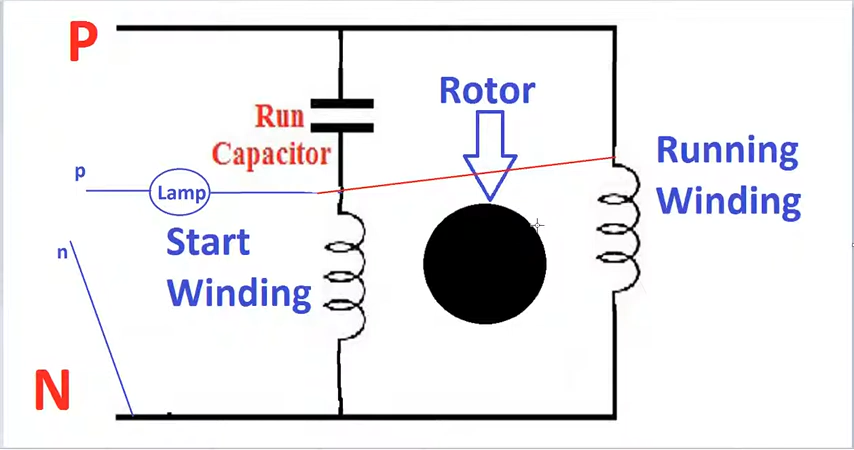 P
Rotor
Run
Capacitor
Running
Winding
p
Lamp
Start
Winding
n
N